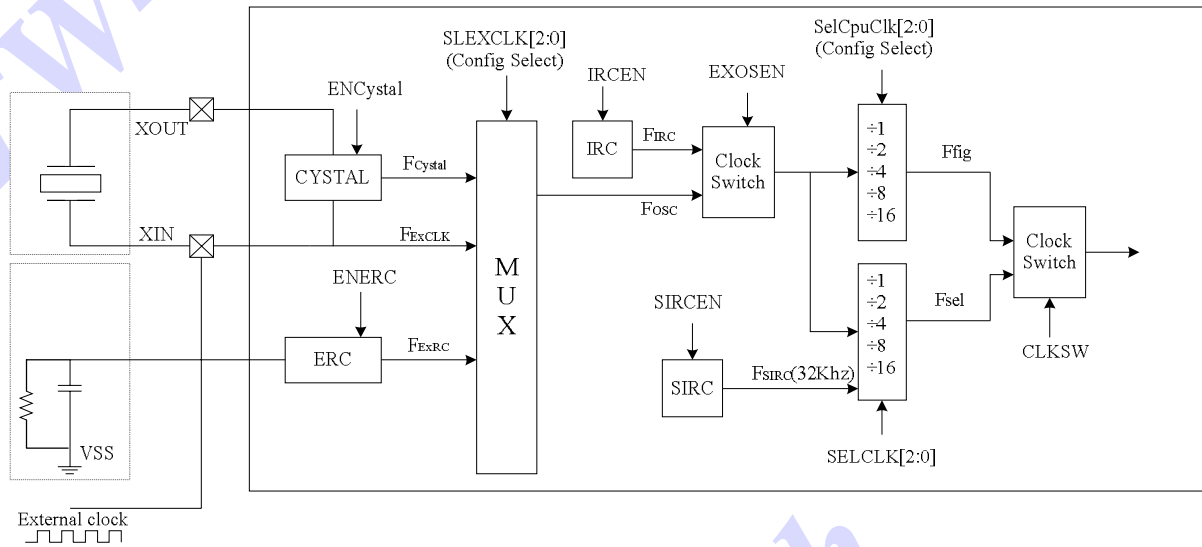 SLEXCLK[2:0]
(Config Select)
SelCpuClk[2:0]
(Config Select)
IRCEN
EXOSEN
ENCystal
XOUT
CYSTAL
FCystal
IRC
FIRC
Clock
Switch
÷1
÷2
÷4
÷8
÷16
Ffig
FOSC
XIN
FExCLK
MUX
Clock
Switch
ENERC
ERC
FExRC
SIRCEN
SIRC
FSIRC(32Khz)
÷1
÷2
÷4
÷8
÷16
Fsel
CLKSW
VSS
SELCLK[2:0]
External clock